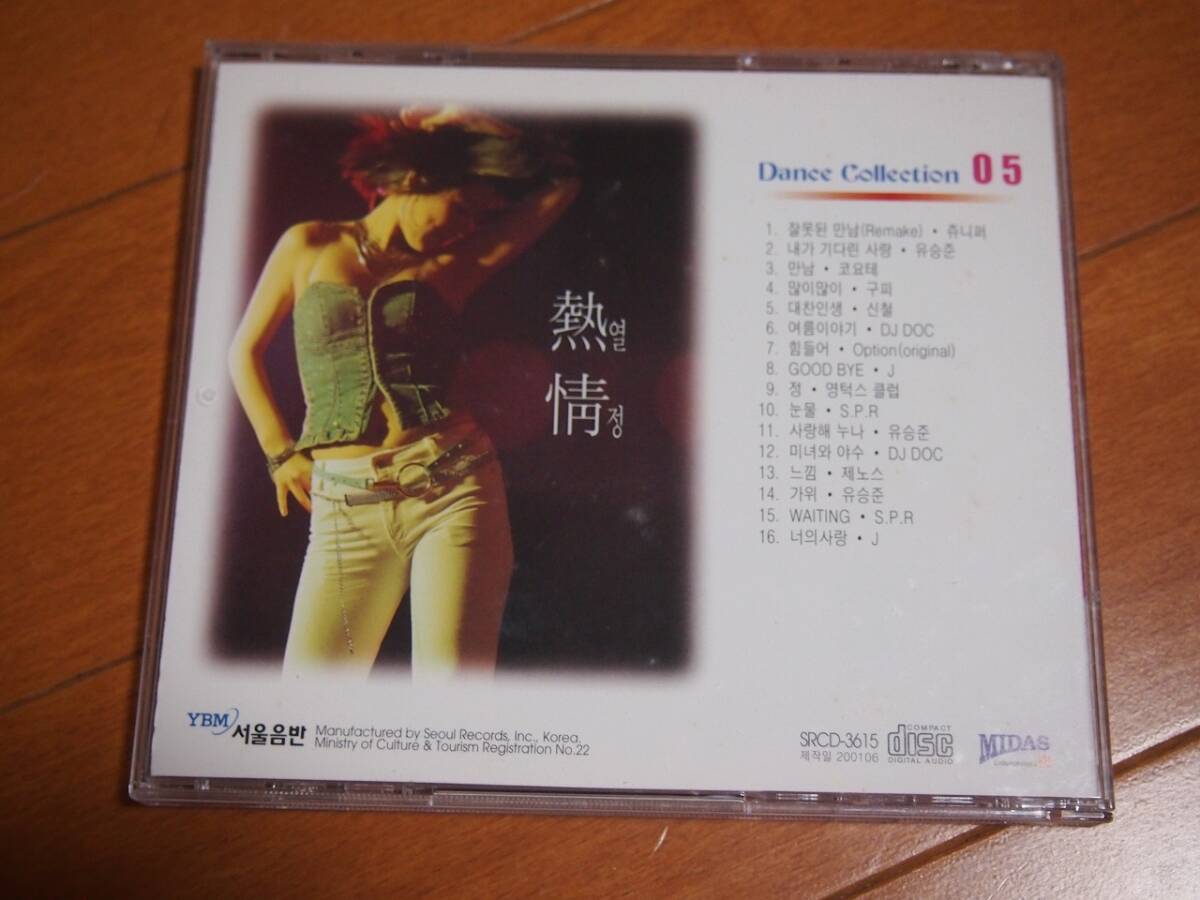 熱열
情정
Dance Collection 05
1. 잘못된 만남(Remake) • 쥬니퍼
2. 내가 기다린 사랑 • 유승준
3. 만남 • 코요테
4. 많이많이 • 구피
5. 대찬인생 • 신철
6. 여름이야기 • DJ DOC
7. 힘들어 • Option(original)
8. GOOD BYE • J
9. 정 • 영턱스 클럽
10. 눈물 • S.P.R
11. 사랑해 누나 • 유승준
12. 미녀와 야수 • DJ DOC
13. 느낌 • 제노스
14. 가위 • 유승준
15. WAITING • S.P.R
16. 너의사랑 • J
YBM 서울음반
Manufactured by Seoul Records, Inc., Korea.
Ministry of Culture & Tourism Registration No.22
SRCD-3615
제작일 200106
COMPACT
disc
DIGITAL AUDIO
MIDAS